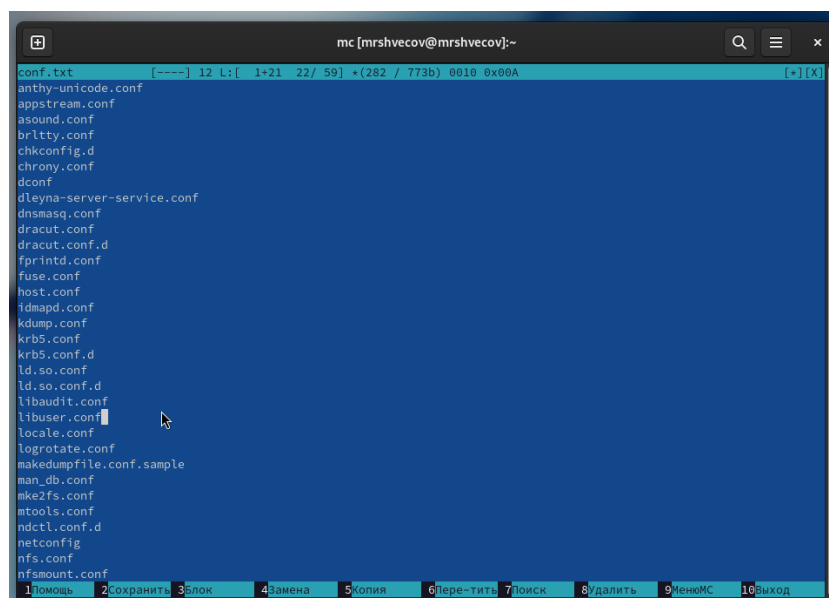 mc [mrshvecov@mrshvecov]:~
conf.txt [----] 12 L:[ 1+21 22/ 59] *(282 / 773b) 0010 0x00A [*][X]
anthy-unicode.conf
appstream.conf
asound.conf
brltty.conf
chkconfig.d
chrony.conf
dconf
dleyna-server-service.conf
dnsmasq.conf
dracut.conf
dracut.conf.d
fprintd.conf
fuse.conf
host.conf
idmapd.conf
kdump.conf
krb5.conf
krb5.conf.d
ld.so.conf
ld.so.conf.d
libaudit.conf
libuser.conf
locale.conf
logrotate.conf
makedumpfile.conf.sample
man_db.conf
mke2fs.conf
mtools.conf
ndctl.conf.d
netconfig
nfs.conf
nfsmount.conf
1Помощь 2Сохранить 3Блок 4Замена 5Копия 6Пере~тить 7Поиск 8Удалить 9МенюМС 10Выход